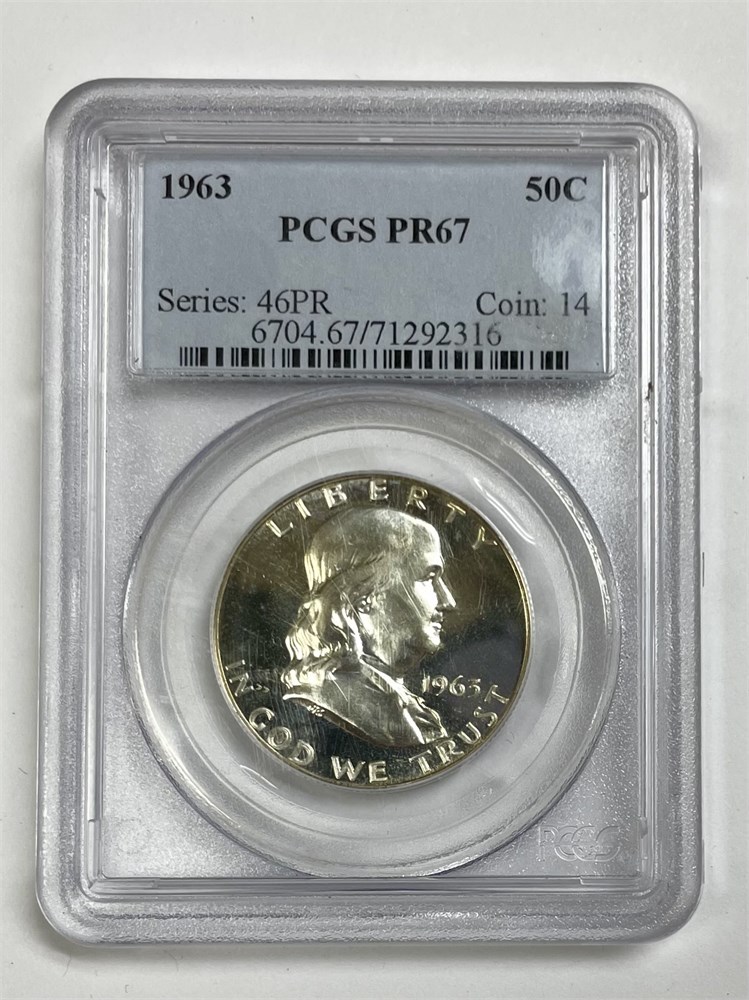 1963 50C
PCGS PR67
Series: 46PR Coin: 14
6704.67/71292316
LIBERTY
1963
IN GOD WE TRUST
PCGS